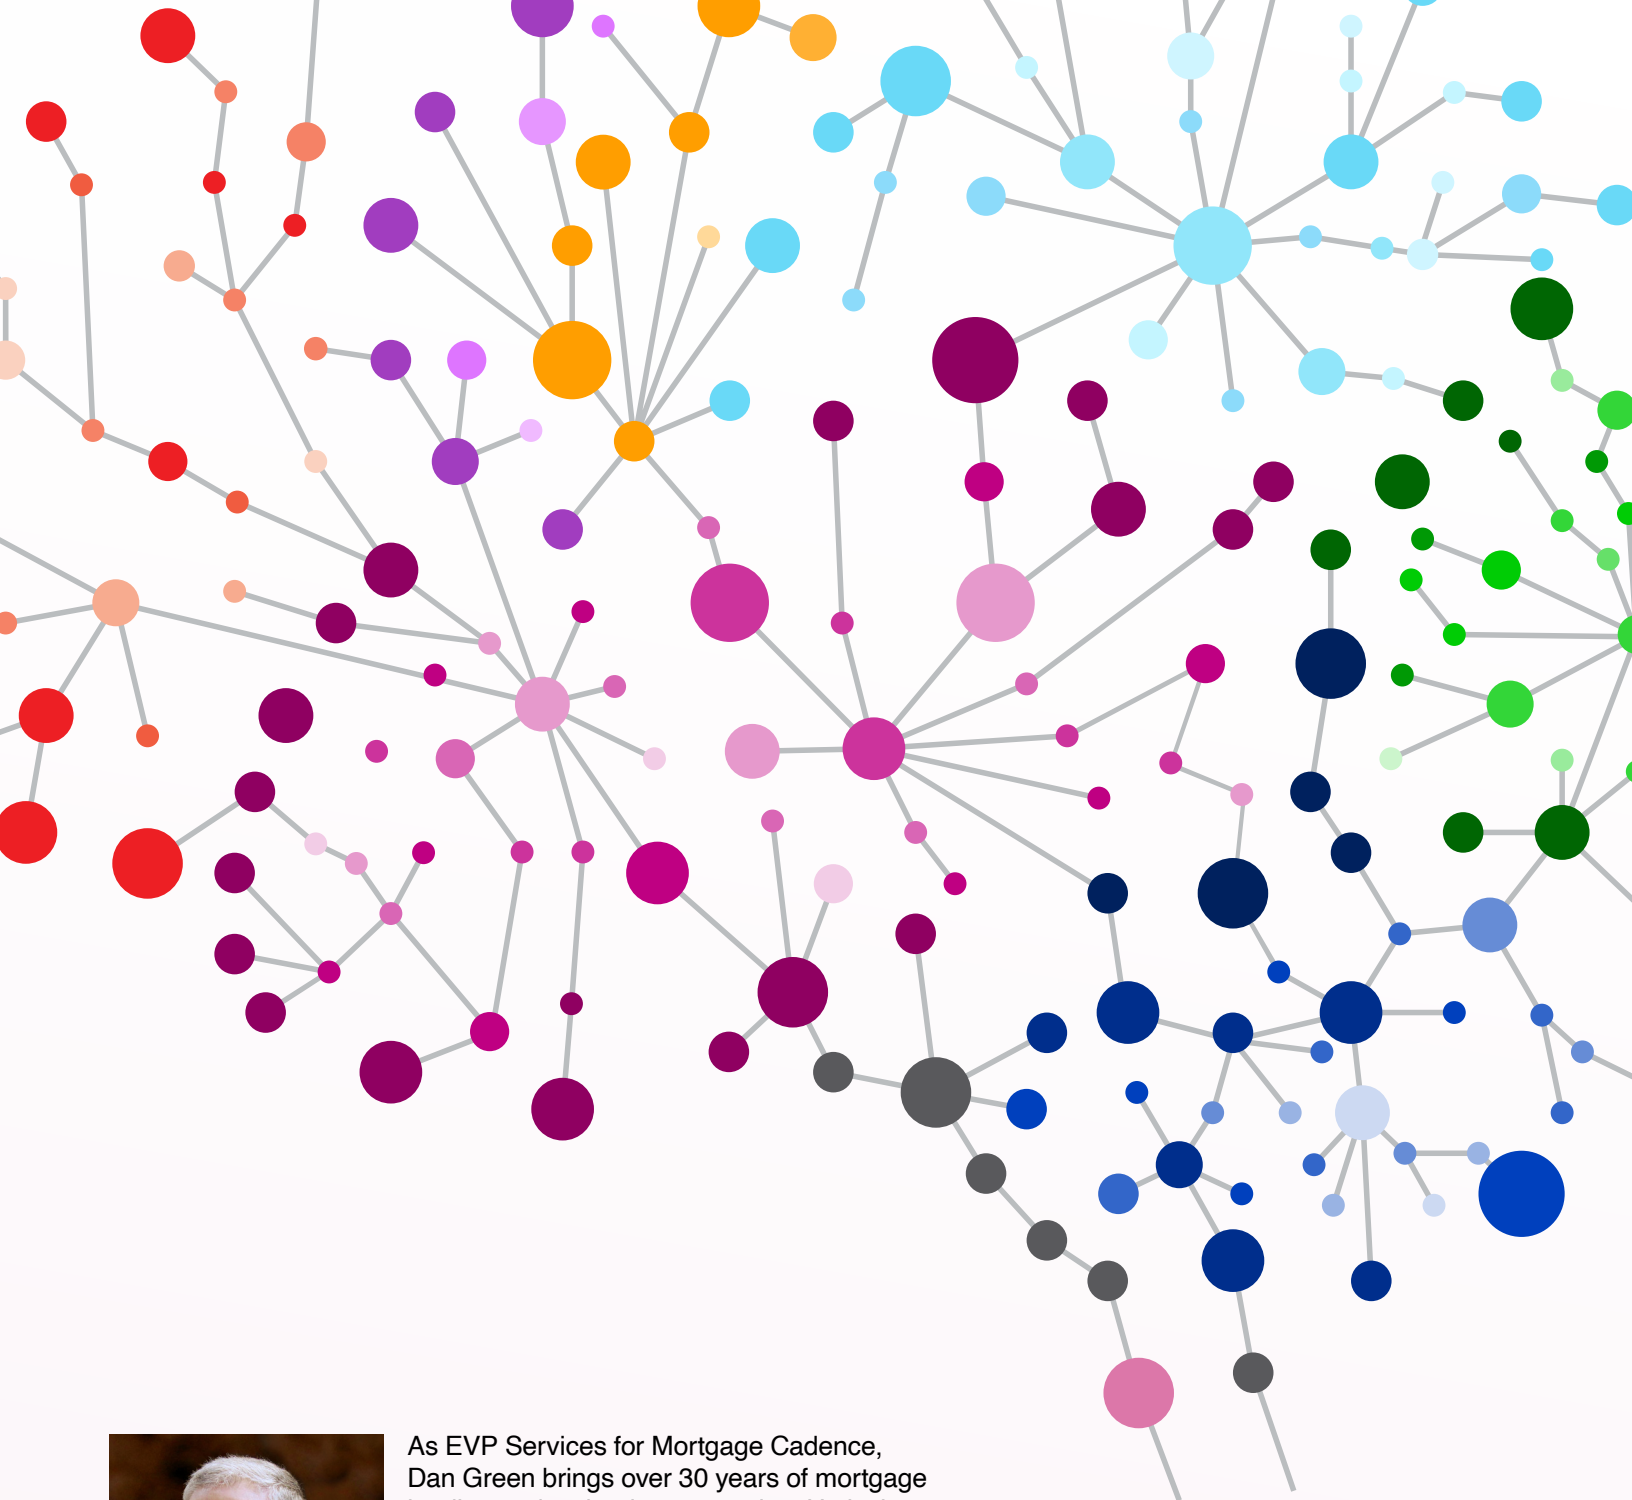 As EVP Services for Mortgage Cadence,
Dan Green brings over 30 years of mortgage